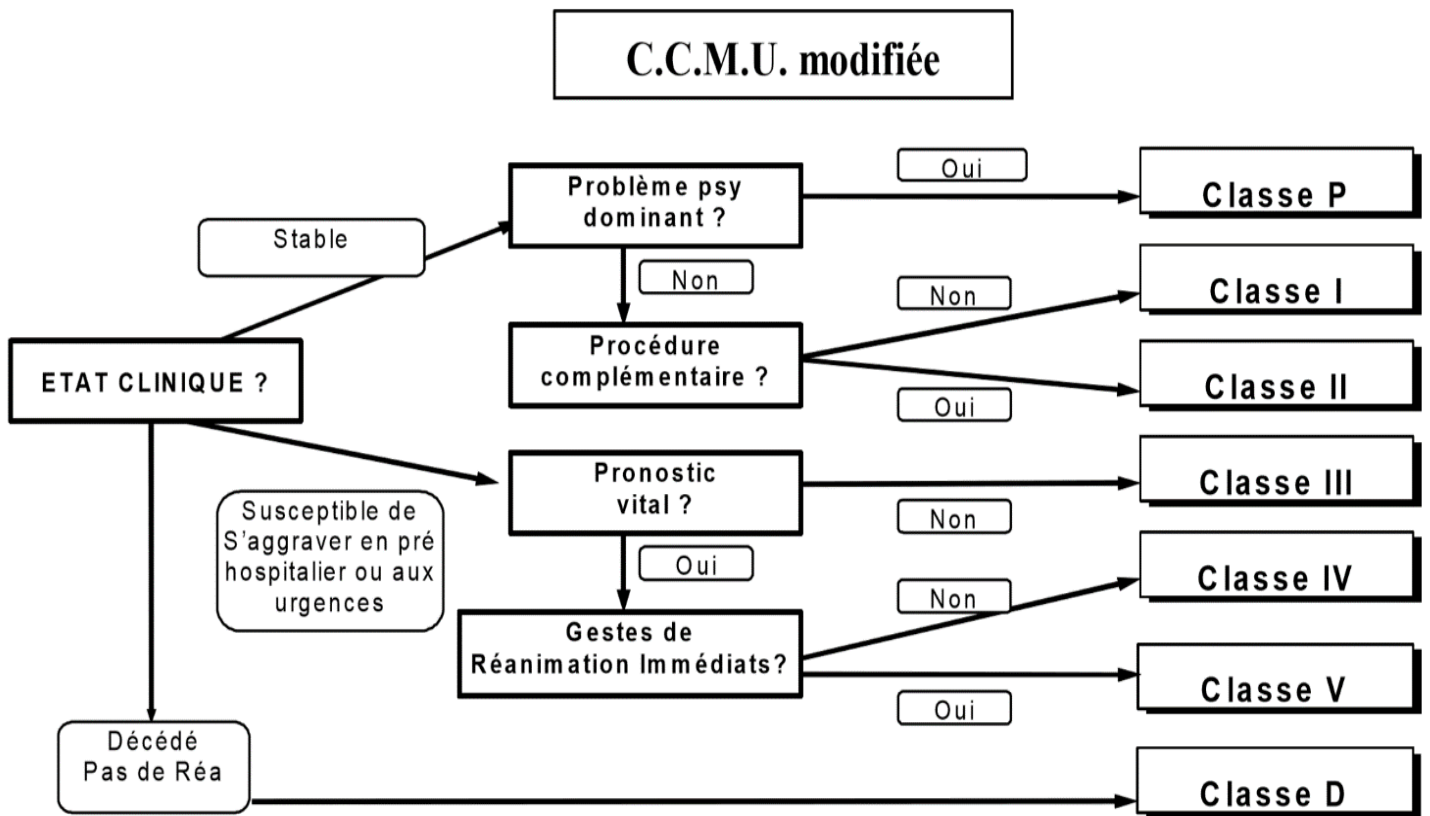 C.C.M.U. modifiée
Oui
Problème psy
dominant ?
Classe P
Stable
Non
Non
Classe I
Procédure
complémentaire ?
ETAT CLINIQUE ?
Oui
Classe II
Pronostic
vital ?
Classe III
Susceptible de
S'aggraver en pré
hospitalier ou aux
urgences
Non
Oui
Non
Classe IV
Gestes de
Réanimation Immédiats?
Classe V
Oui
Décédé
Pas de Réa
Classe D